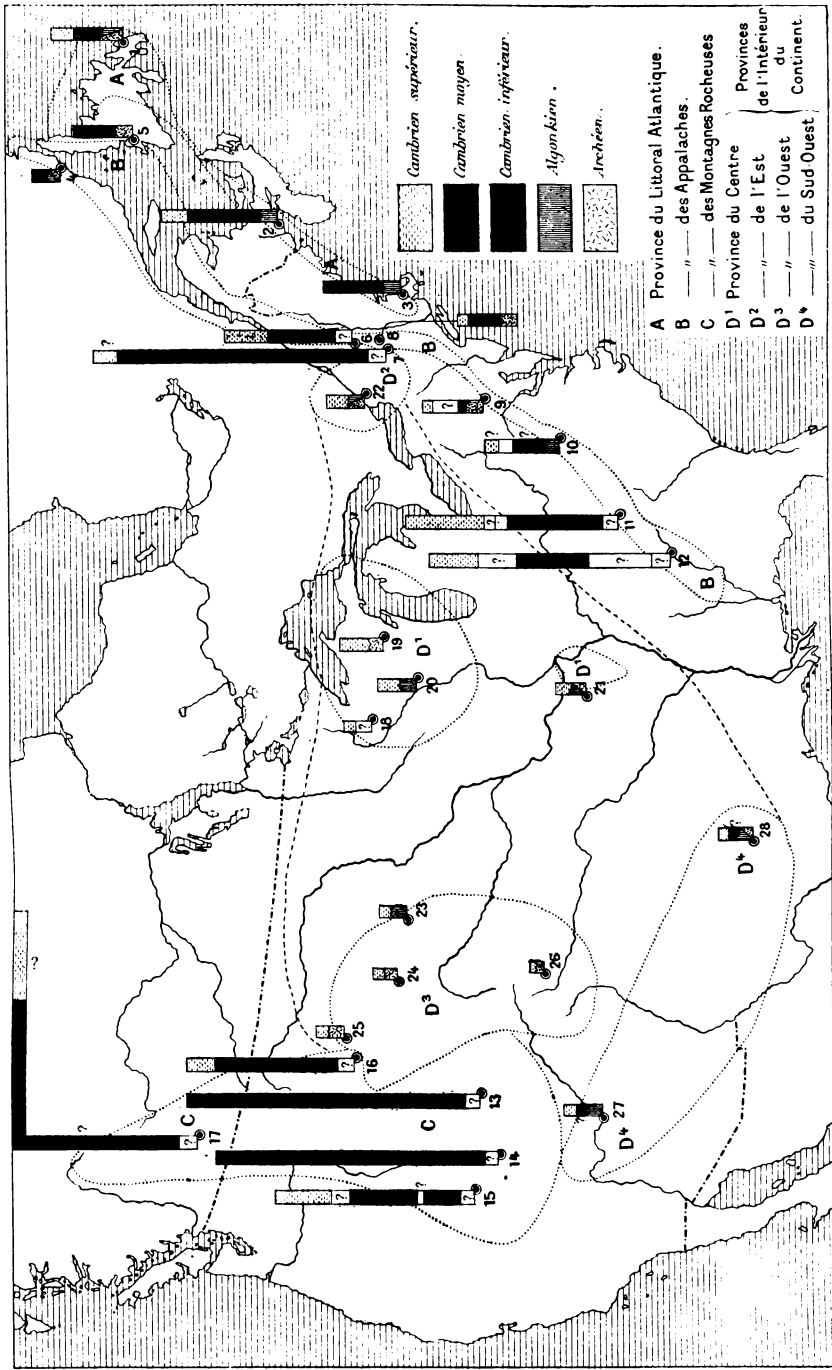 Cambrien supérieur.
Cambrien moyen
Cambrien inférieur
Algonkien.
Archéen.
A Province du Littoral Atlantique.
B —〃— des Appalaches.
C —〃— des Montagnes Rocheuses
D¹ Province du Centre
D² —〃— de l'Est
D³ —〃— de l'Ouest
D⁴ —〃— du Sud-Ouest
Provinces
de l'Intérieur
du
Continent.
A
B
5
4
2
A
3
?
?
6
8
7
D²
22
B
?
9
?
?
10
?
?
11
?
?
?
12
B
19
D¹
20
?
18
D¹
21
?
28
D⁴
23
24
D³
26
25
?
16
?
13
C
C
?
?
?
17
?
14
?
?
?
15
27
D⁴